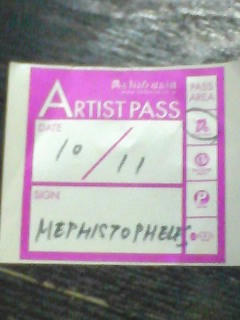 PASS
AREA
ARTIST PASS
DATE
10/11
SIGN
MEPHISTOPHELES
P